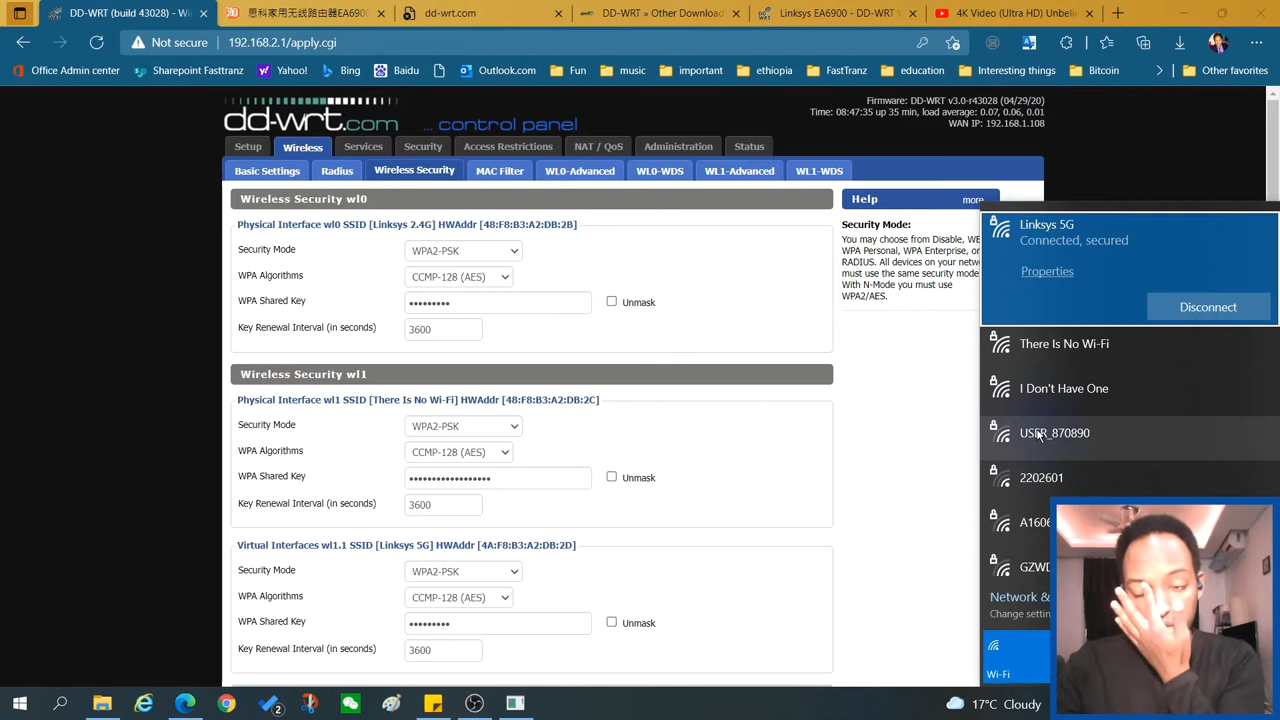 DD-WRT (build 43028) - Wi
思科家用无线路由器EA6900
dd-wrt.com
DD-WRT » Other Download
Linksys EA6900 - DD-WRT
4K Video (Ultra HD) Unbeli
Not secure
192.168.2.1/apply.cgi
Office Admin center
Sharepoint Fasttranz
Yahoo!
Bing
Baidu
Outlook.com
Fun
music
important
ethiopia
FastTranz
education
Interesting things
Bitcoin
Other favorites
dd-wrt.com
... control panel
Firmware: DD-WRT v3.0-r43028 (04/29/20)
Time: 08:47:35 up 35 min, load average: 0.07, 0.06, 0.01
WAN IP: 192.168.1.108
Setup
Wireless
Services
Security
Access Restrictions
NAT / QoS
Administration
Status
Basic Settings
Radius
Wireless Security
MAC Filter
WL0-Advanced
WL0-WDS
WL1-Advanced
WL1-WDS
Wireless Security wl0
Physical Interface wl0 SSID [Linksys 2.4G] HWAddr [48:F8:B3:A2:DB:2B]
Security Mode
WPA2-PSK
WPA Algorithms
CCMP-128 (AES)
WPA Shared Key
•••••••••
Unmask
Key Renewal Interval (in seconds)
3600
Wireless Security wl1
Physical Interface wl1 SSID [There Is No Wi-Fi] HWAddr [48:F8:B3:A2:DB:2C]
Security Mode
WPA2-PSK
WPA Algorithms
CCMP-128 (AES)
WPA Shared Key
••••••••••••••••••
Unmask
Key Renewal Interval (in seconds)
3600
Virtual Interfaces wl1.1 SSID [Linksys 5G] HWAddr [4A:F8:B3:A2:DB:2D]
Security Mode
WPA2-PSK
WPA Algorithms
CCMP-128 (AES)
WPA Shared Key
•••••••••
Unmask
Key Renewal Interval (in seconds)
3600
Help
more
Security Mode:
You may choose from Disable, WE
WPA Personal, WPA Enterprise, or
RADIUS. All devices on your netw
must use the same security mode
With N-Mode you must use
WPA2/AES.
Linksys 5G
Connected, secured
Properties
Disconnect
There Is No Wi-Fi
I Don't Have One
USER_870890
2202601
A1606
GZWD
Network &
Change settin
Wi-Fi
2
17°C Cloudy